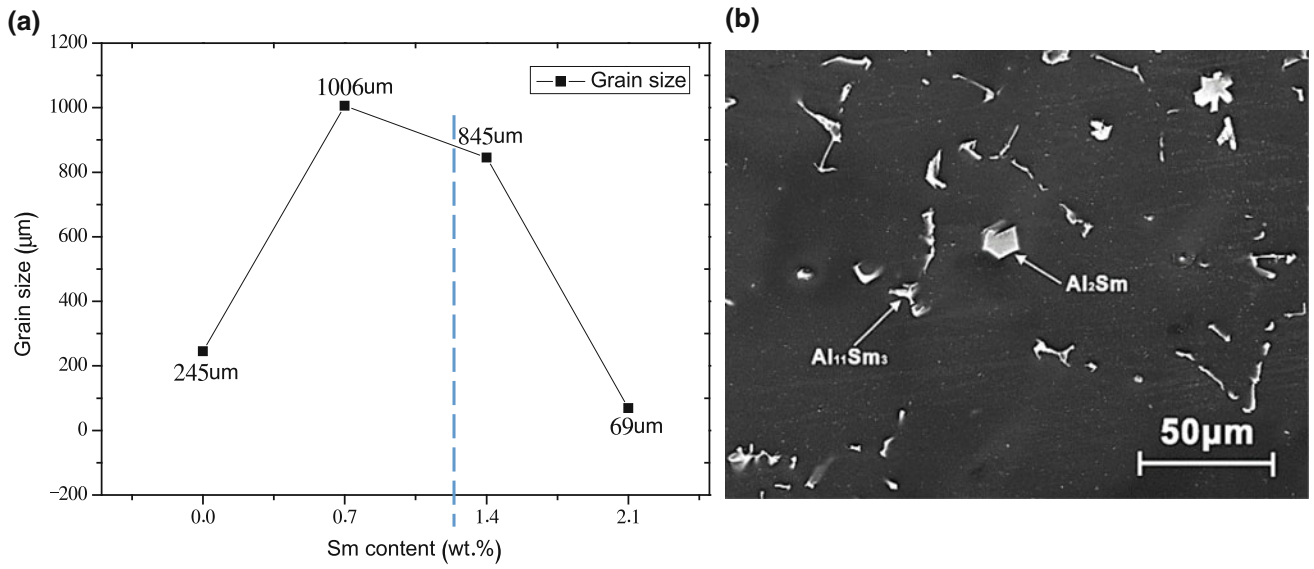 (a)
1200
1000
800
600
400
200
0
−200
Grain size (µm)
1006um
Grain size
845um
245um
69um
0.0
0.7
1.4
2.1
Sm content (wt.%)
(b)
Al₂Sm
Al₁₁Sm₃
50µm